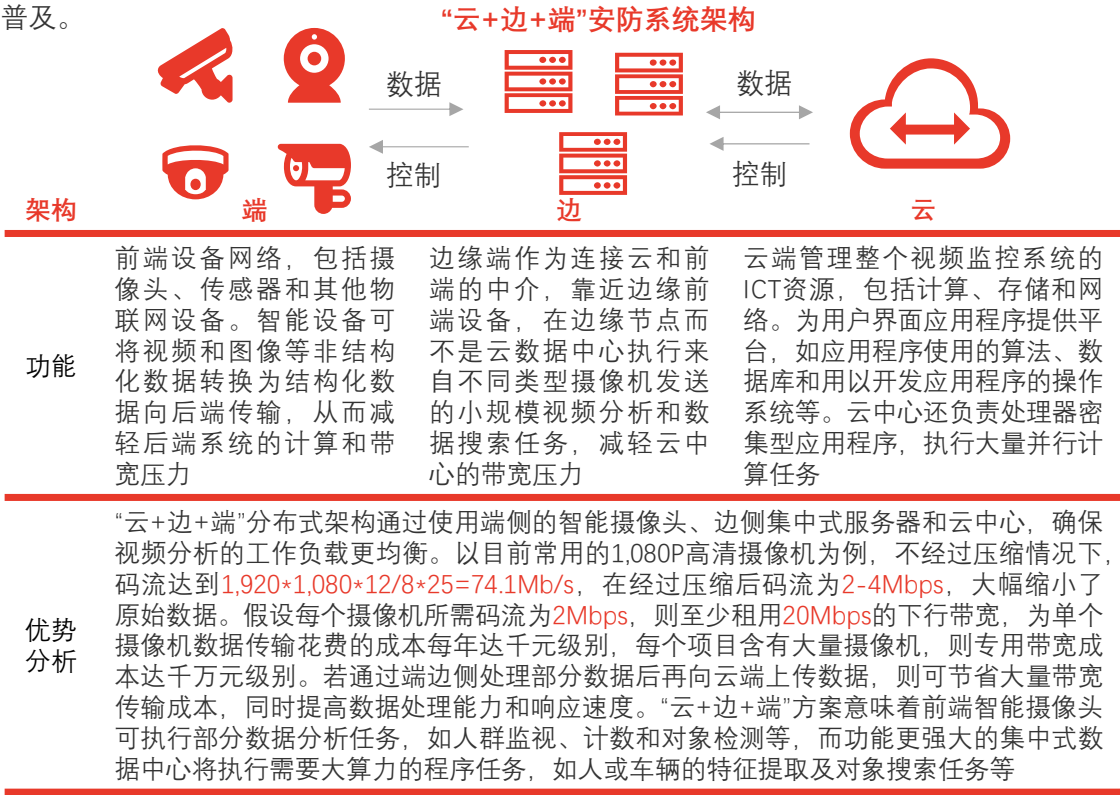 普及。
“云+边+端”安防系统架构
数据
数据
控制
控制
架构
端
边
云
功能
前端设备网络，包括摄
像头、传感器和其他物
联网设备。智能设备可
将视频和图像等非结构
化数据转换为结构化数
据向后端传输，从而减
轻后端系统的计算和带
宽压力
边缘端作为连接云和前
端的中介，靠近边缘前
端设备，在边缘节点而
不是云数据中心执行来
自不同类型摄像机发送
的小规模视频分析和数
据搜索任务，减轻云中
心的带宽压力
云端管理整个视频监控系统的
ICT资源，包括计算、存储和网
络。为用户界面应用程序提供平
台，如应用程序使用的算法、数
据库和用以开发应用程序的操作
系统等。云中心还负责处理器密
集型应用程序，执行大量并行计
算任务
优势
分析
“云+边+端”分布式架构通过使用端侧的智能摄像头、边侧集中式服务器和云中心，确保
视频分析的工作负载更均衡。以目前常用的1,080P高清摄像机为例，不经过压缩情况下，
码流达到1,920*1,080*12/8*25=74.1Mb/s，在经过压缩后码流为2-4Mbps，大幅缩小了
原始数据。假设每个摄像机所需码流为2Mbps，则至少租用20Mbps的下行带宽，为单个
摄像机数据传输花费的成本每年达千元级别，每个项目含有大量摄像机，则专用带宽成
本达千万元级别。若通过端边侧处理部分数据后再向云端上传数据，则可节省大量带宽
传输成本，同时提高数据处理能力和响应速度。“云+边+端”方案意味着前端智能摄像头
可执行部分数据分析任务，如人群监视、计数和对象检测等，而功能更强大的集中式数
据中心将执行需要大算力的程序任务，如人或车辆的特征提取及对象搜索任务等